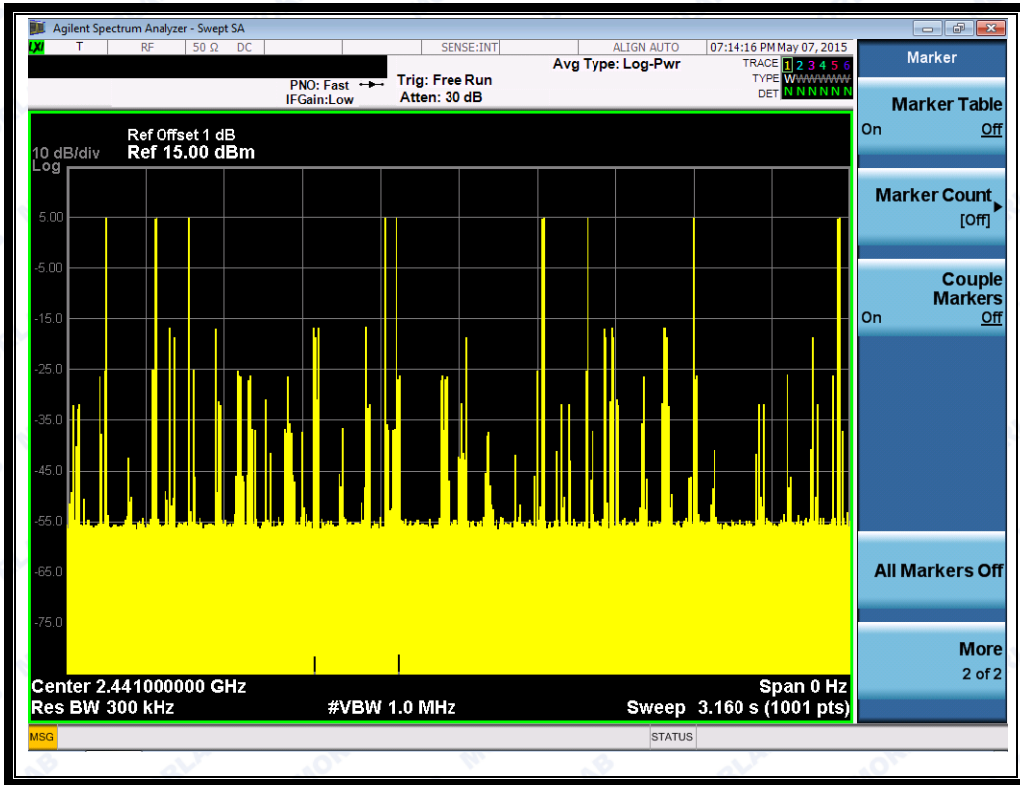 Agilent Spectrum Analyzer - Swept SA
LXI T RF 50 Ω DC SENSE:INT ALIGN AUTO 07:14:16 PM May 07, 2015
Avg Type: Log-Pwr
TRACE 1 2 3 4 5 6
TYPE WWWWWW
DET N N N N N N
PNO: Fast
IFGain:Low
Trig: Free Run
Atten: 30 dB
Ref Offset 1 dB
10 dB/div Ref 15.00 dBm
Log
5.00
-5.00
-15.0
-25.0
-35.0
-45.0
-55.0
-65.0
-75.0
Center 2.441000000 GHz Span 0 Hz
Res BW 300 kHz #VBW 1.0 MHz Sweep 3.160 s (1001 pts)
MSG STATUS
Marker
Marker Table
On Off
Marker Count
[Off]
Couple
Markers
On Off
All Markers Off
More
2 of 2